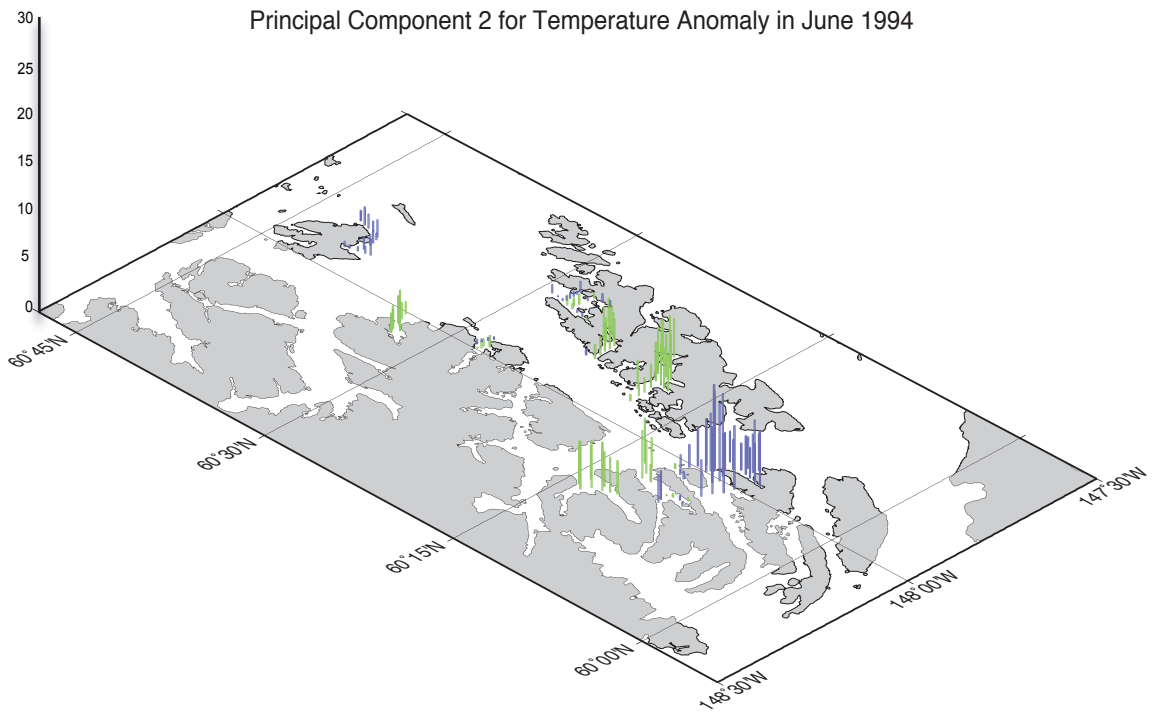 Principal Component 2 for Temperature Anomaly in June 1994
30
25
20
15
10
5
0
60°45'N
60°30'N
60°15'N
60°00'N
148°30'W
148°00'W
147°30'W